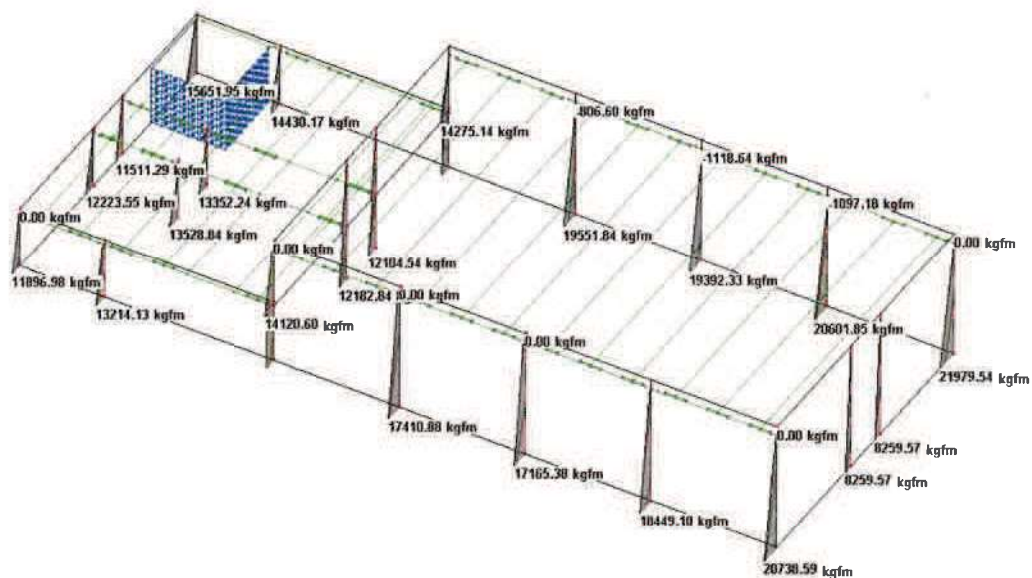 15651.95 kgfm
14430.17 kgfm
14275.14 kgfm
-806.60 kgfm
-1118.64 kgfm
-1097.18 kgfm
0.00 kgfm
11511.29 kgfm
12223.55 kgfm
13352.24 kgfm
13528.84 kgfm
0.00 kgfm
0.00 kgfm
19551.84 kgfm
12104.54 kgfm
19392.33 kgfm
11896.98 kgfm
12182.84
0.00 kgfm
13214.13 kgfm
14120.60 kgfm
20601.85 kgfm
0.00 kgfm
21979.54 kgfm
17410.88 kgfm
0.00 kgfm
8259.57 kgfm
17165.38 kgfm
8259.57 kgfm
18449.10 kgfm
20738.59 kgfm